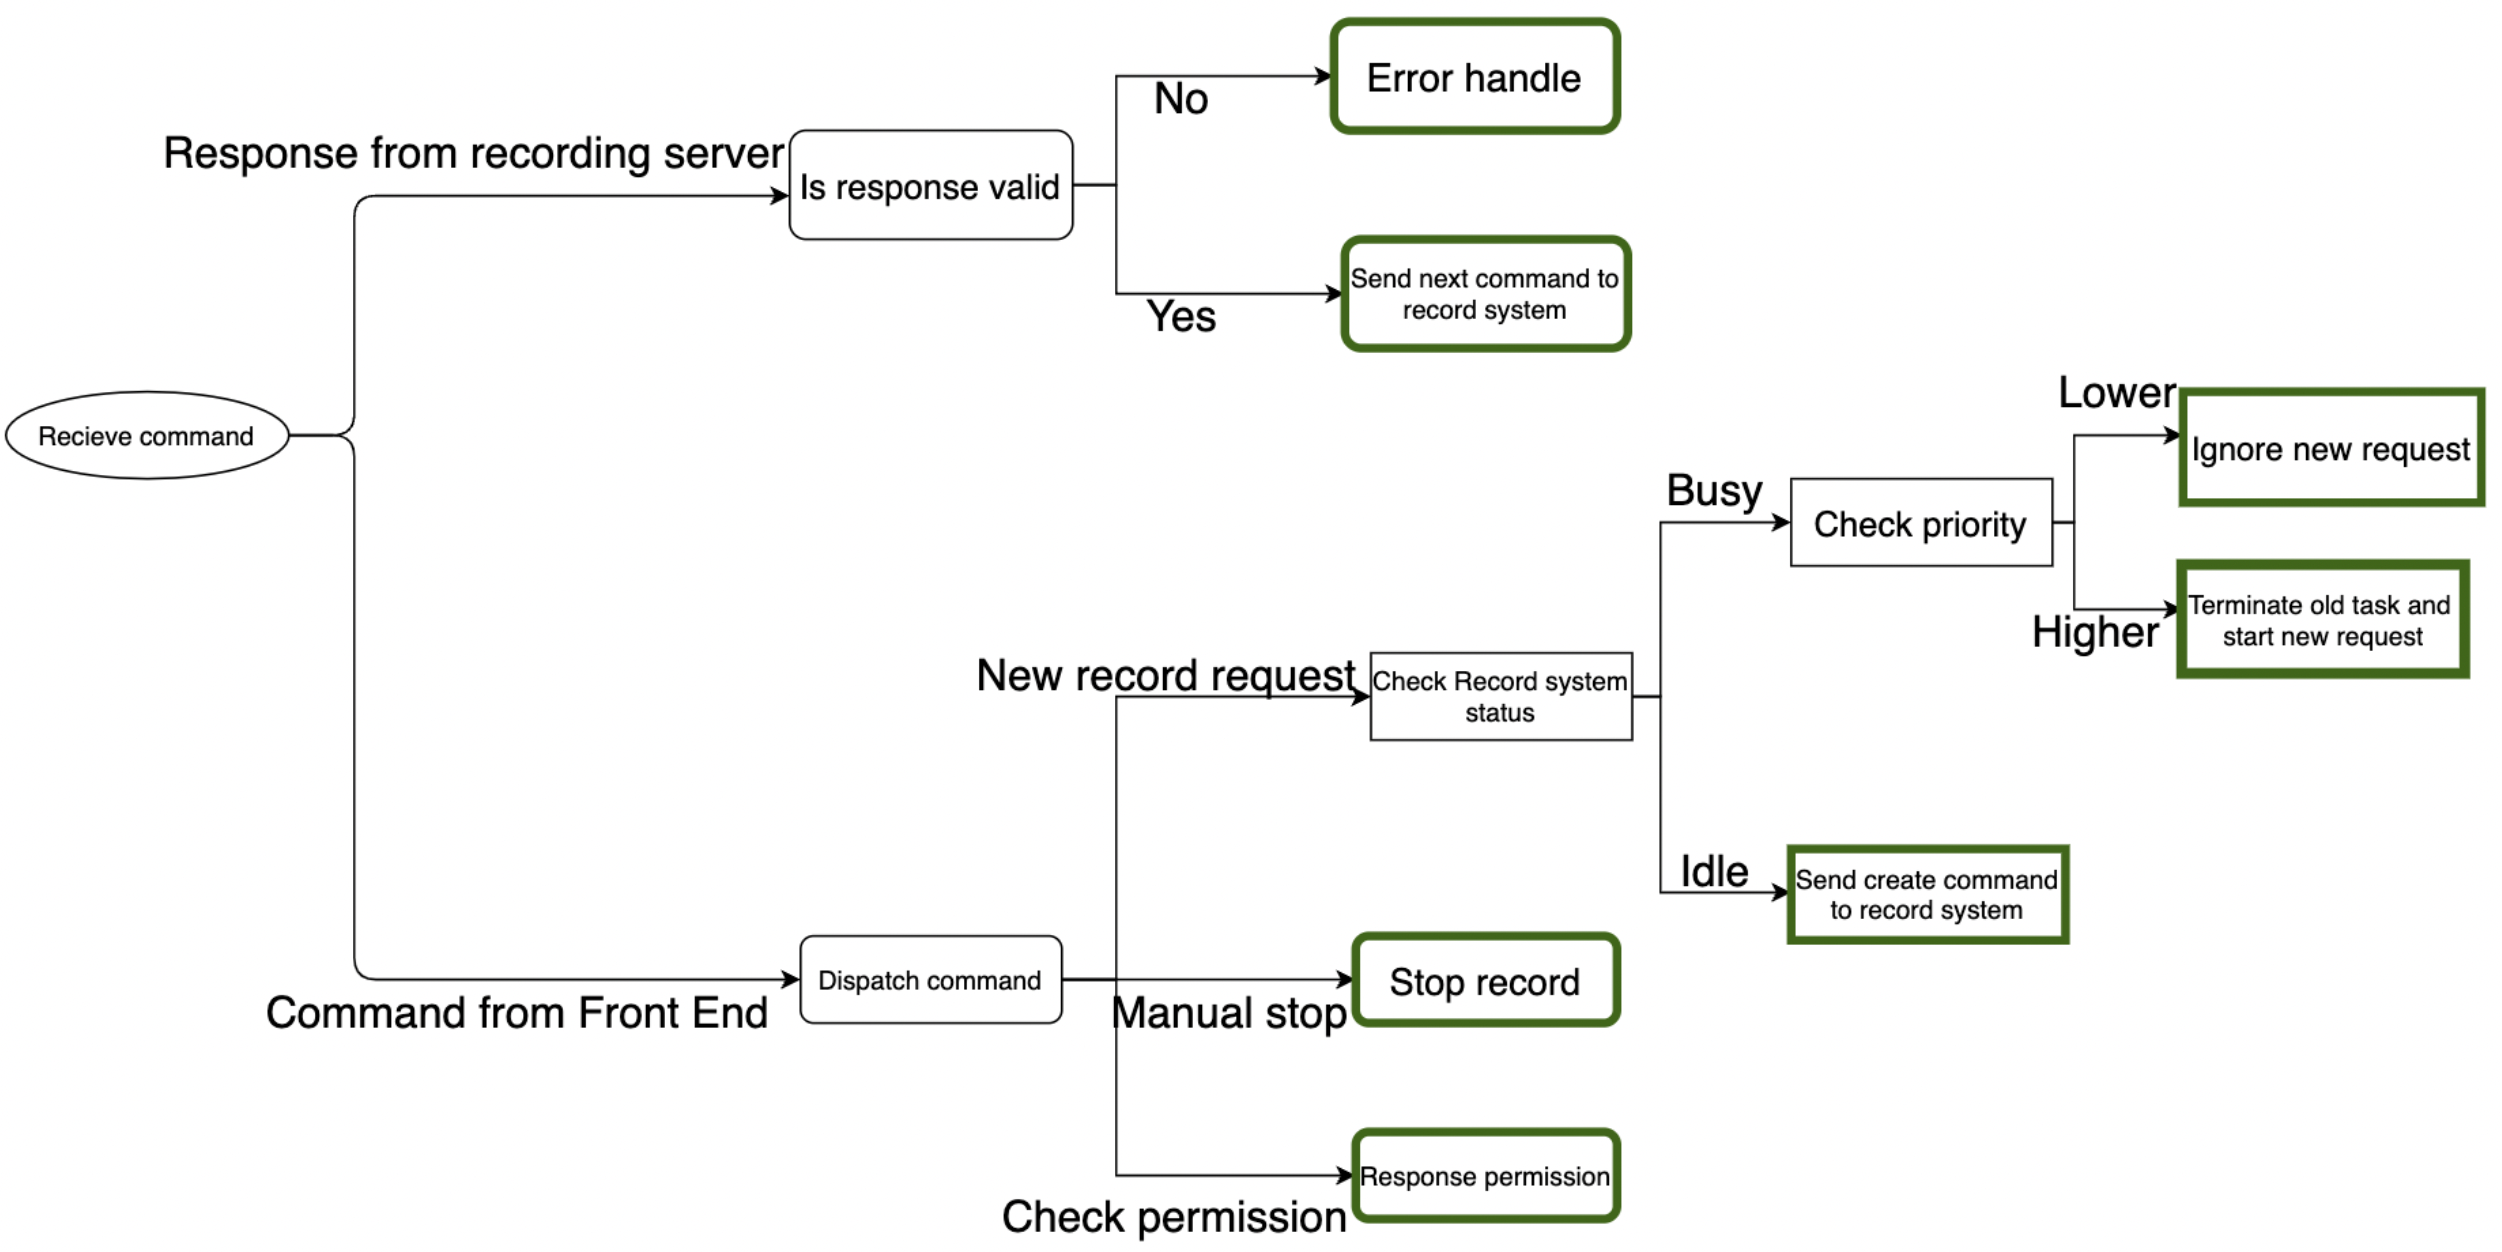 Error handle
No
Response from recording server
Is response valid
Send next command to
record system
Yes
Recieve command
Lower
Ignore new request
Busy
Check priority
Terminate old task and
start new request
Higher
New record request
Check Record system
status
Idle
Send create command
to record system
Dispatch command
Stop record
Command from Front End
Manual stop
Response permission
Check permission